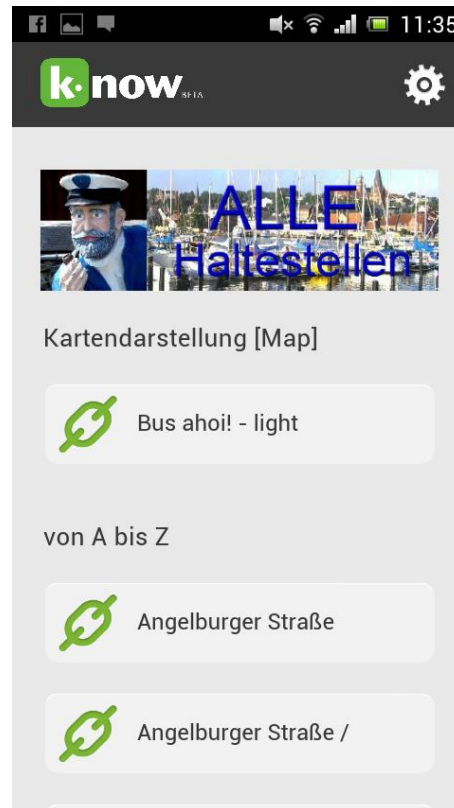 11:35
k. now BETA
ALLE
Haltestellen
Kartendarstellung [Map]
Bus ahoi! - light
von A bis Z
Angelburger Straße
Angelburger Straße /